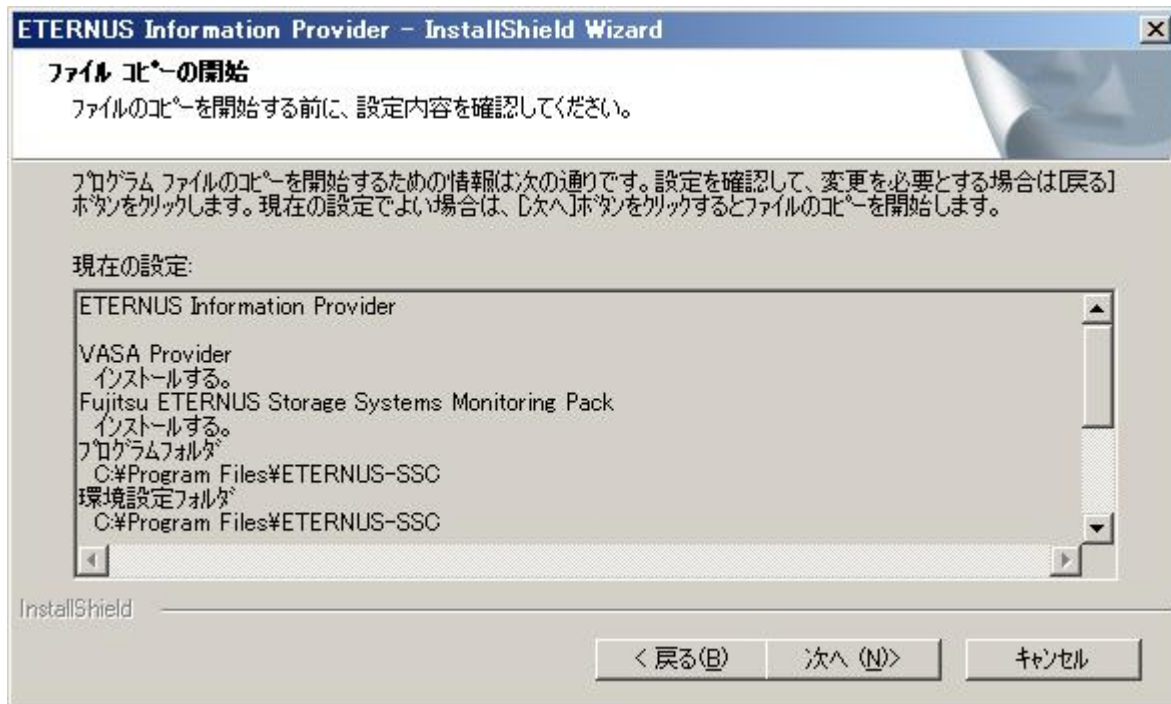 ETERNUS Information Provider - InstallShield Wizard
ファイル コピーの開始
ファイルのコピーを開始する前に、設定内容を確認してください。
プログラム ファイルのコピーを開始するための情報は次の通りです。設定を確認して、変更を必要とする場合は[戻る]
ボタンをクリックします。現在の設定でよい場合は、[次へ]ボタンをクリックするとファイルのコピーを開始します。
現在の設定:
ETERNUS Information Provider
VASA Provider
インストールする。
Fujitsu ETERNUS Storage Systems Monitoring Pack
インストールする。
プログラムフォルダ
C:¥Program Files¥ETERNUS-SSC
環境設定フォルダ
C:¥Program Files¥ETERNUS-SSC
InstallShield
< 戻る(B)
次へ (N)>
キャンセル